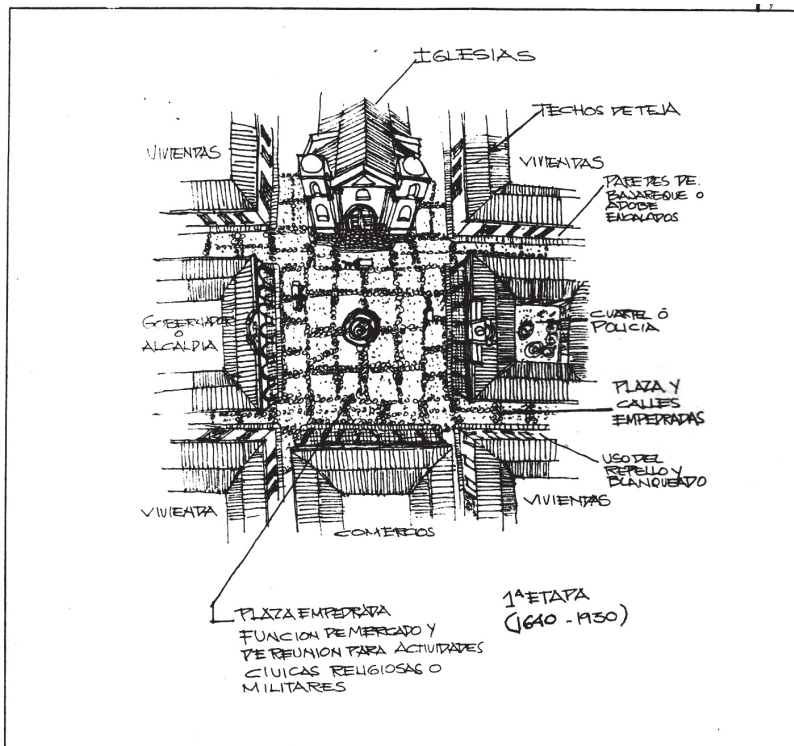 IGLESIAS
TECHOS DE TEJA
VIVIENDAS
VIVIENDAS
PAREDES DE
BAJAREQUE O
ADOBE
ENCALADOS
GOBERNADOR
O
ALCALDIA
CUARTEL Ó
POLICIA
PLAZA Y
CALLES
EMPEDRADAS
USO DEL
REPELLO Y
BLANQUEADO
VIVIENDA
VIVIENDAS
COMERCIOS
1ª ETAPA
(1640 - 1930)
PLAZA EMPEDRADA
FUNCION DE MERCADO Y
DE REUNION PARA ACTIVIDADES
CIVICAS RELIGIOSAS O
MILITARES